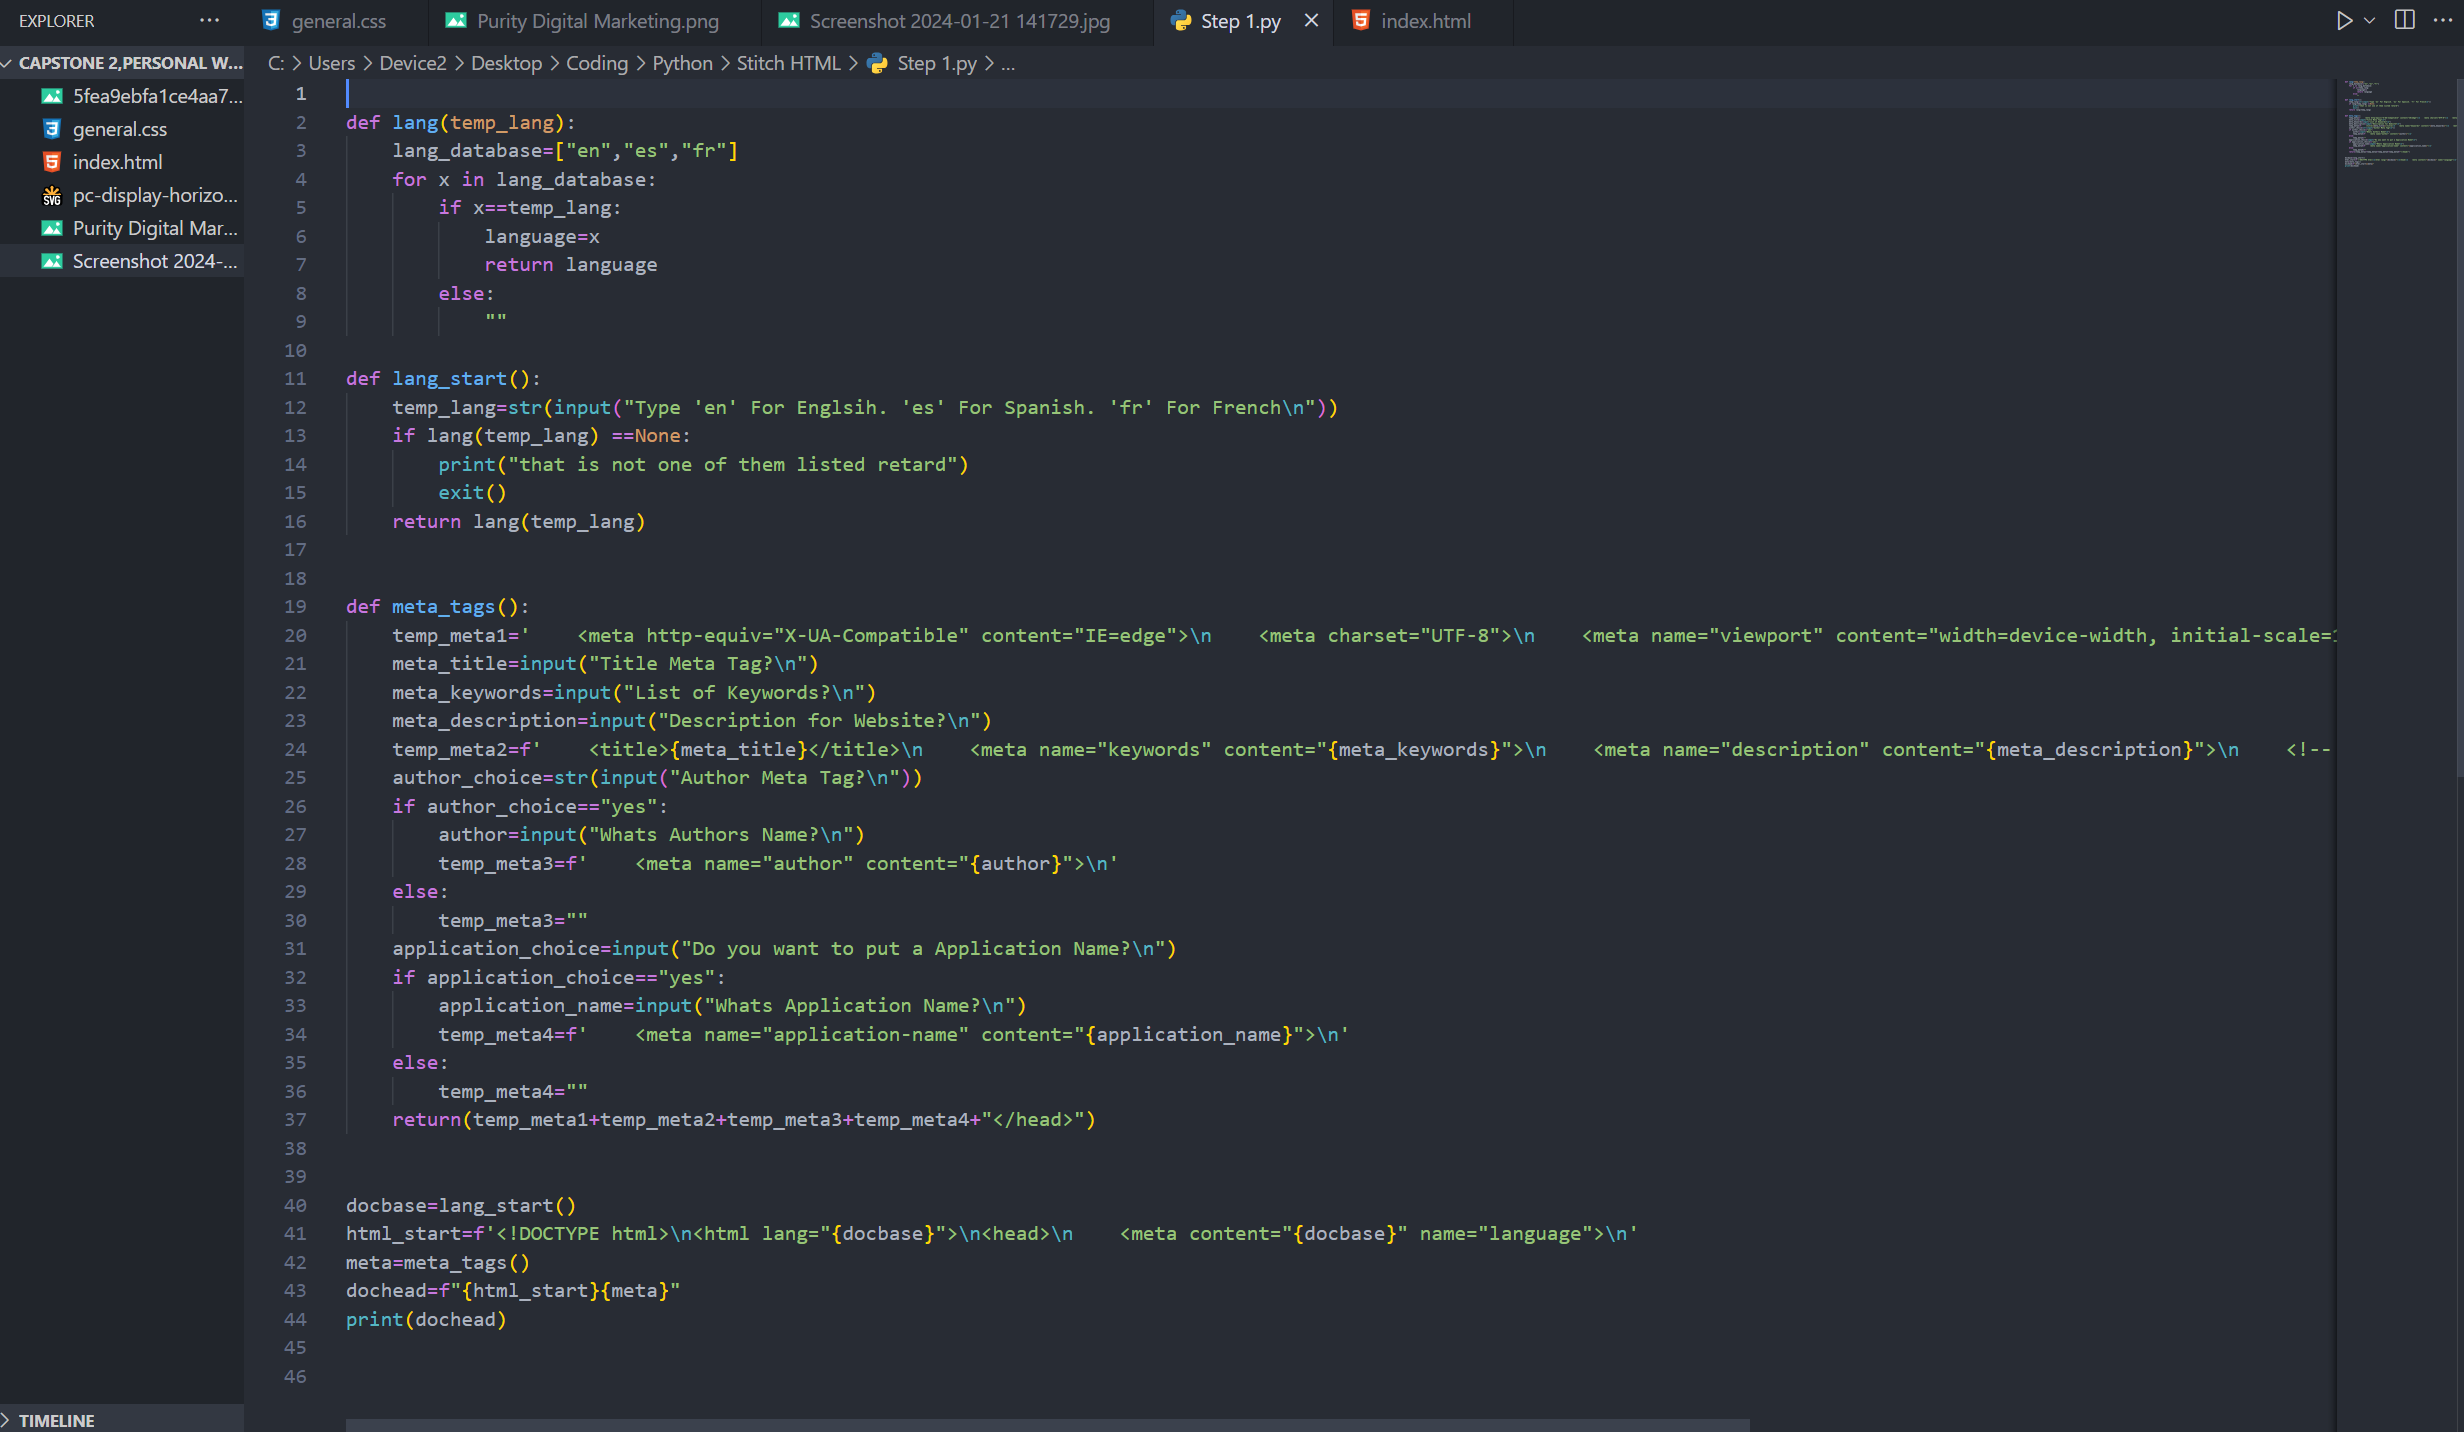 EXPLORER ···
general.css
Purity Digital Marketing.png
Screenshot 2024-01-21 141729.jpg
Step 1.py
index.html
CAPSTONE 2,PERSONAL W...
5fea9ebfa1ce4aa7...
general.css
index.html
pc-display-horizo...
Purity Digital Mar...
Screenshot 2024-...
TIMELINE
C: > Users > Device2 > Desktop > Coding > Python > Stitch HTML > Step 1.py > ...
1
2 def lang(temp_lang):
3     lang_database=["en","es","fr"]
4     for x in lang_database:
5         if x==temp_lang:
6             language=x
7             return language
8         else:
9             ""
10
11 def lang_start():
12     temp_lang=str(input("Type 'en' For Englsih. 'es' For Spanish. 'fr' For French\n"))
13     if lang(temp_lang) ==None:
14         print("that is not one of them listed retard")
15         exit()
16     return lang(temp_lang)
17
18
19 def meta_tags():
20     temp_meta1='    <meta http-equiv="X-UA-Compatible" content="IE=edge">\n    <meta charset="UTF-8">\n    <meta name="viewport" content="width=device-width, initial-scale=
21     meta_title=input("Title Meta Tag?\n")
22     meta_keywords=input("List of Keywords?\n")
23     meta_description=input("Description for Website?\n")
24     temp_meta2=f'    <title>{meta_title}</title>\n    <meta name="keywords" content="{meta_keywords}">\n    <meta name="description" content="{meta_description}">\n    <!--
25     author_choice=str(input("Author Meta Tag?\n"))
26     if author_choice=="yes":
27         author=input("Whats Authors Name?\n")
28         temp_meta3=f'    <meta name="author" content="{author}">\n'
29     else:
30         temp_meta3=""
31     application_choice=input("Do you want to put a Application Name?\n")
32     if application_choice=="yes":
33         application_name=input("Whats Application Name?\n")
34         temp_meta4=f'    <meta name="application-name" content="{application_name}">\n'
35     else:
36         temp_meta4=""
37     return(temp_meta1+temp_meta2+temp_meta3+temp_meta4+"</head>")
38
39
40 docbase=lang_start()
41 html_start=f'<!DOCTYPE html>\n<html lang="{docbase}">\n<head>\n    <meta content="{docbase}" name="language">\n'
42 meta=meta_tags()
43 dochead=f"{html_start}{meta}"
44 print(dochead)
45
46